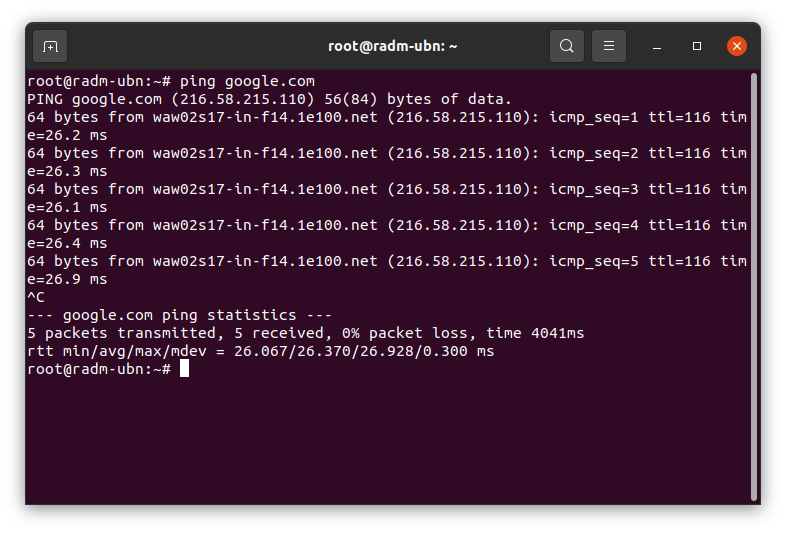 root@radm-ubn: ~
root@radm-ubn:~# ping google.com
PING google.com (216.58.215.110) 56(84) bytes of data.
64 bytes from waw02s17-in-f14.1e100.net (216.58.215.110): icmp_seq=1 ttl=116 tim
e=26.2 ms
64 bytes from waw02s17-in-f14.1e100.net (216.58.215.110): icmp_seq=2 ttl=116 tim
e=26.3 ms
64 bytes from waw02s17-in-f14.1e100.net (216.58.215.110): icmp_seq=3 ttl=116 tim
e=26.1 ms
64 bytes from waw02s17-in-f14.1e100.net (216.58.215.110): icmp_seq=4 ttl=116 tim
e=26.4 ms
64 bytes from waw02s17-in-f14.1e100.net (216.58.215.110): icmp_seq=5 ttl=116 tim
e=26.9 ms
^C
--- google.com ping statistics ---
5 packets transmitted, 5 received, 0% packet loss, time 4041ms
rtt min/avg/max/mdev = 26.067/26.370/26.928/0.300 ms
root@radm-ubn:~#